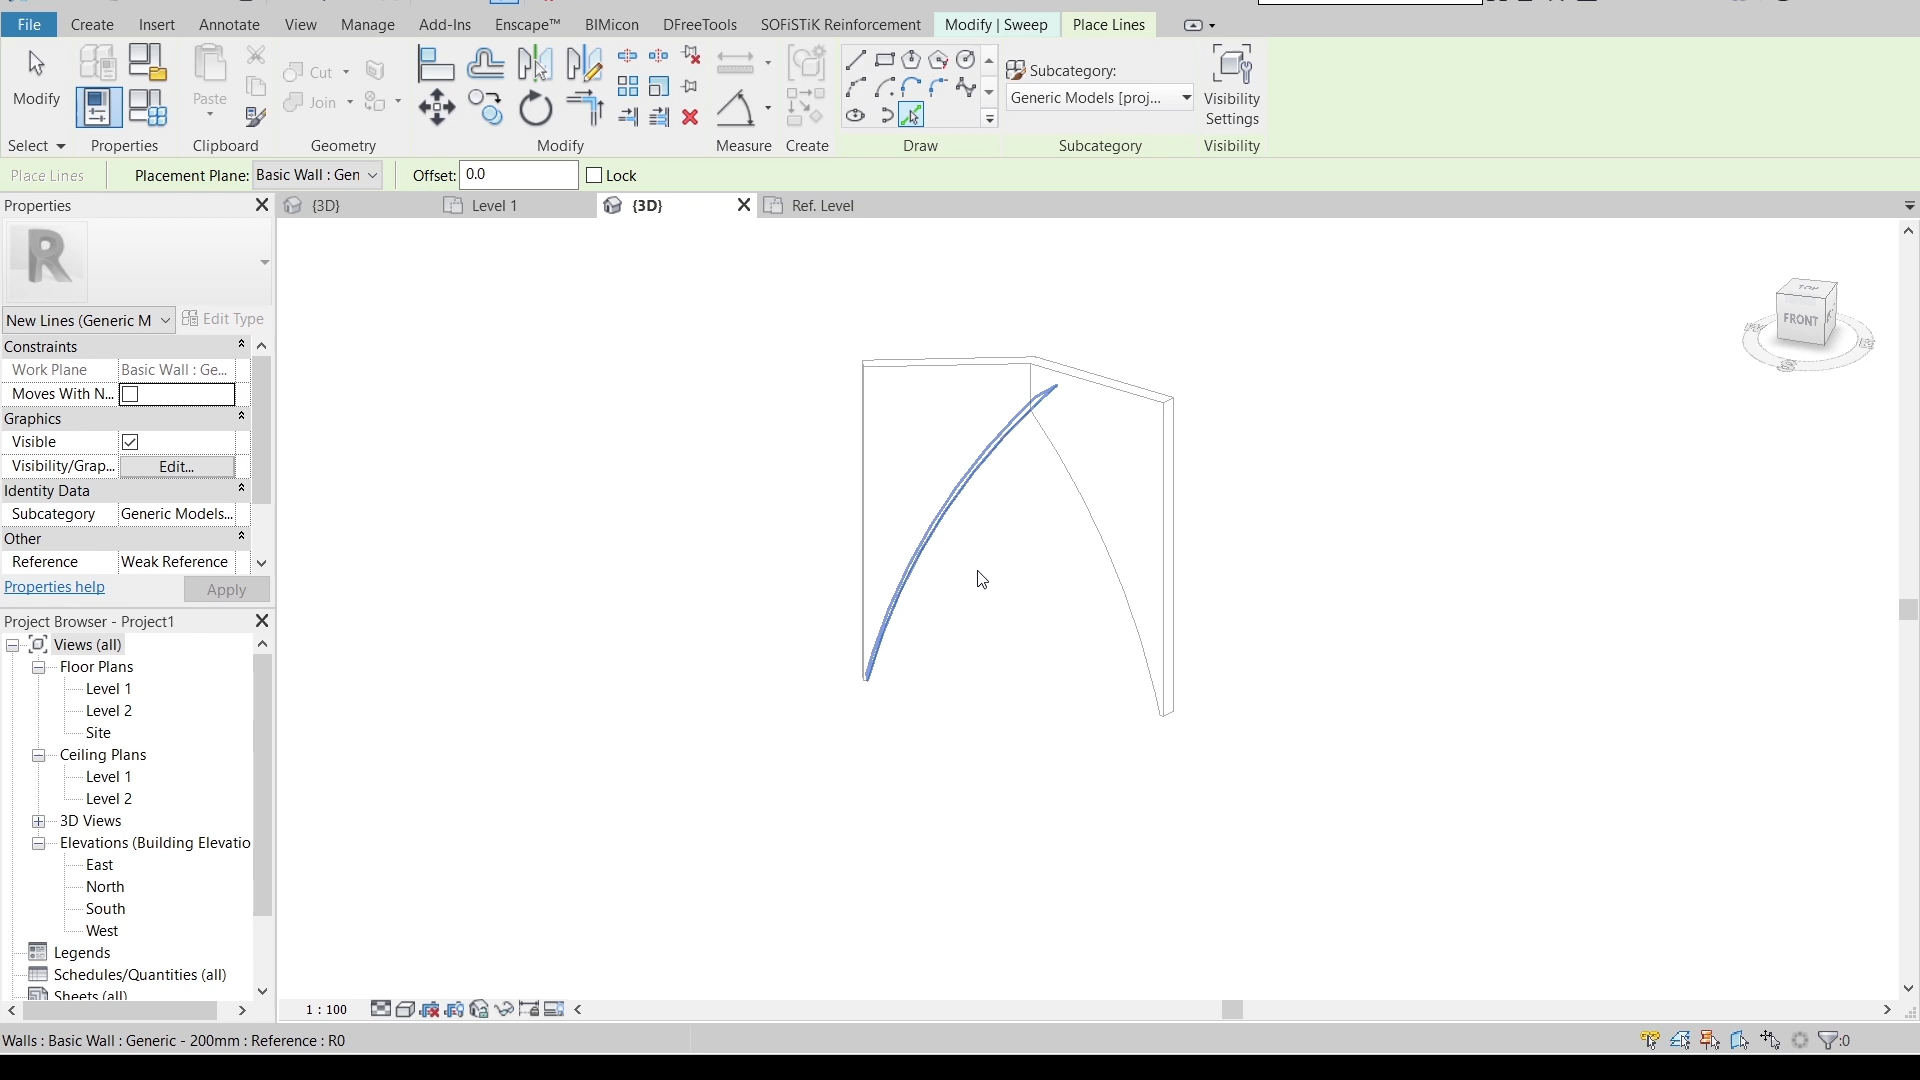 File Create Insert Annotate View Manage Add-Ins Enscape™ BIMicon DFreeTools SOFiSTiK Reinforcement Modify | Sweep Place Lines
Modify Paste Cut Join Subcategory: Generic Models [proj... Visibility Settings
Select Properties Clipboard Geometry Modify Measure Create Draw Subcategory Visibility
Place Lines Placement Plane: Basic Wall : Gen Offset: 0.0 Lock
Properties {3D} Level 1 {3D} Ref. Level
R
New Lines (Generic M Edit Type
Constraints
Work Plane Basic Wall : Ge...
Moves With N...
Graphics
Visible
Visibility/Grap... Edit...
Identity Data
Subcategory Generic Models...
Other
Reference Weak Reference
Properties help Apply
TOP
FRONT
Project Browser - Project1
Views (all)
Floor Plans
Level 1
Level 2
Site
Ceiling Plans
Level 1
Level 2
3D Views
Elevations (Building Elevatio
East
North
South
West
Legends
Schedules/Quantities (all)
Sheets (all)
1 : 100
Walls : Basic Wall : Generic - 200mm : Reference : R0
:0